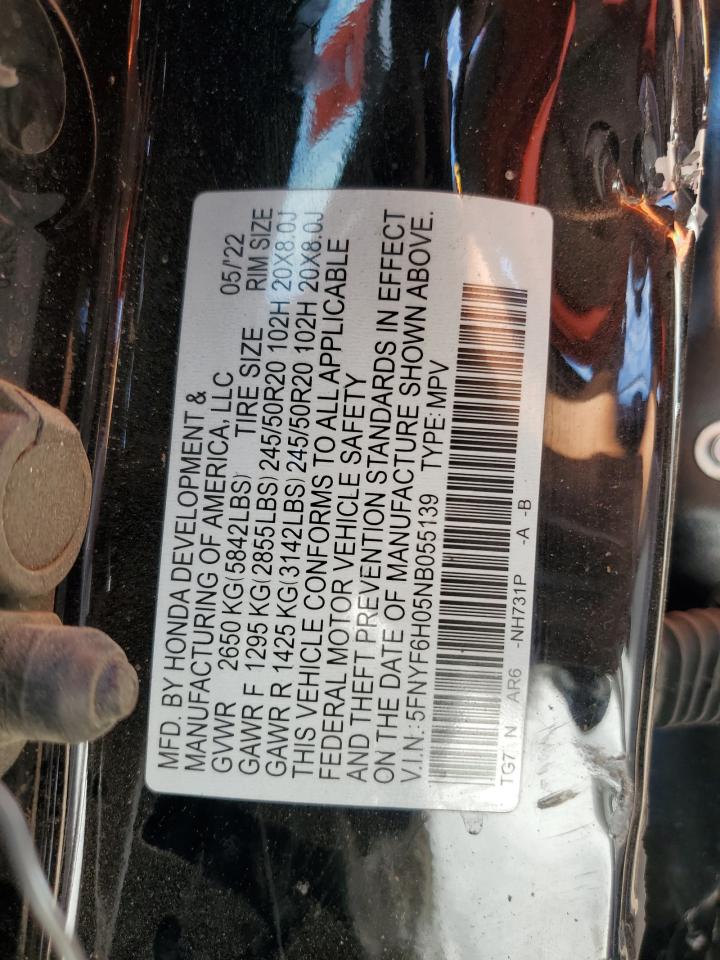 MFD. BY HONDA DEVELOPMENT &
MANUFACTURING OF AMERICA, LLC 05/'22
GVWR 2650 KG(5842LBS) TIRE SIZE RIM SIZE
GAWR F 1295 KG(2855LBS) 245/50R20 102H 20X8.0J
GAWR R 1425 KG(3142LBS) 245/50R20 102H 20X8.0J
THIS VEHICLE CONFORMS TO ALL APPLICABLE
FEDERAL MOTOR VEHICLE SAFETY
AND THEFT PREVENTION STANDARDS IN EFFECT
ON THE DATE OF MANUFACTURE SHOWN ABOVE.
V.I.N.: 5FNYF6H05NB055139 TYPE: MPV
TG7 N AR6 -NH731P -A -B